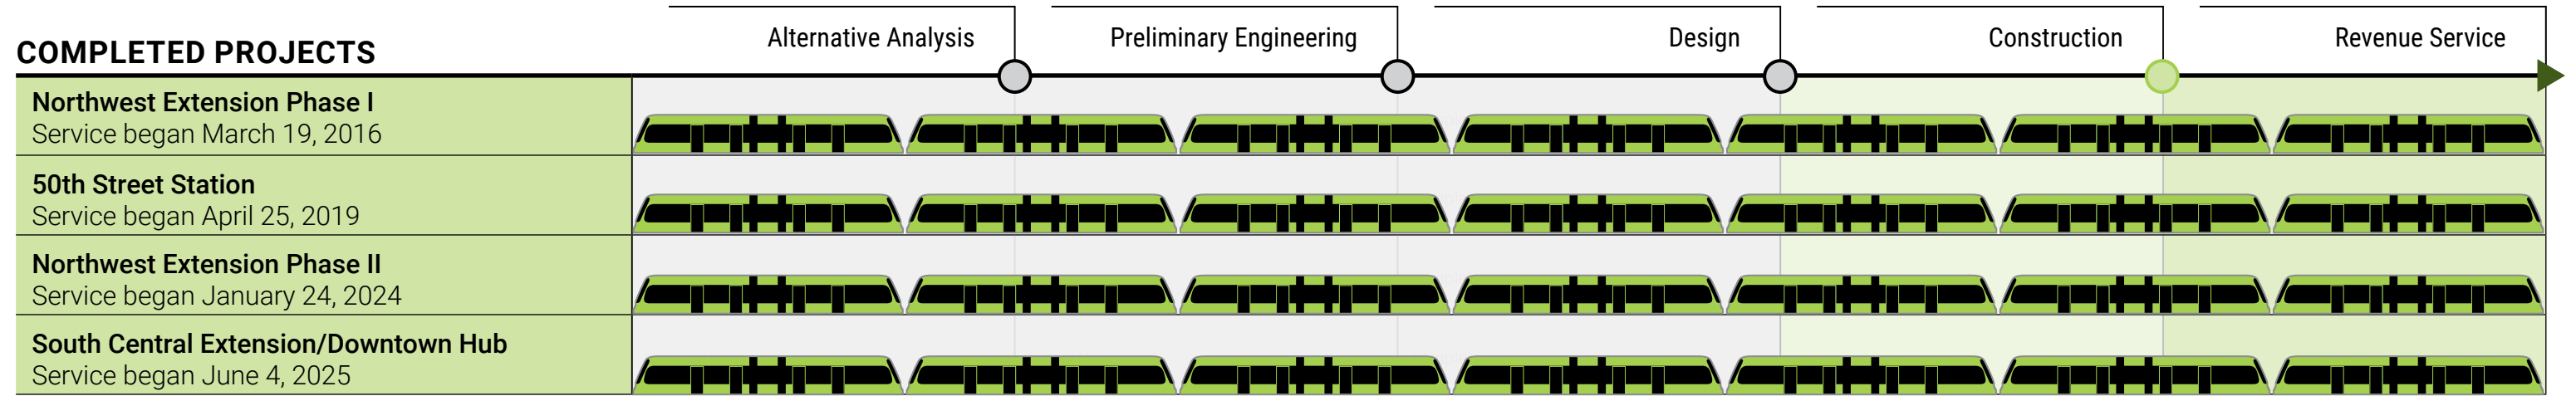 Alternative Analysis
Preliminary Engineering
Design
Construction
Revenue Service
COMPLETED PROJECTS
Northwest Extension Phase I
Service began March 19, 2016
50th Street Station
Service began April 25, 2019
Northwest Extension Phase II
Service began January 24, 2024
South Central Extension/Downtown Hub
Service began June 4, 2025